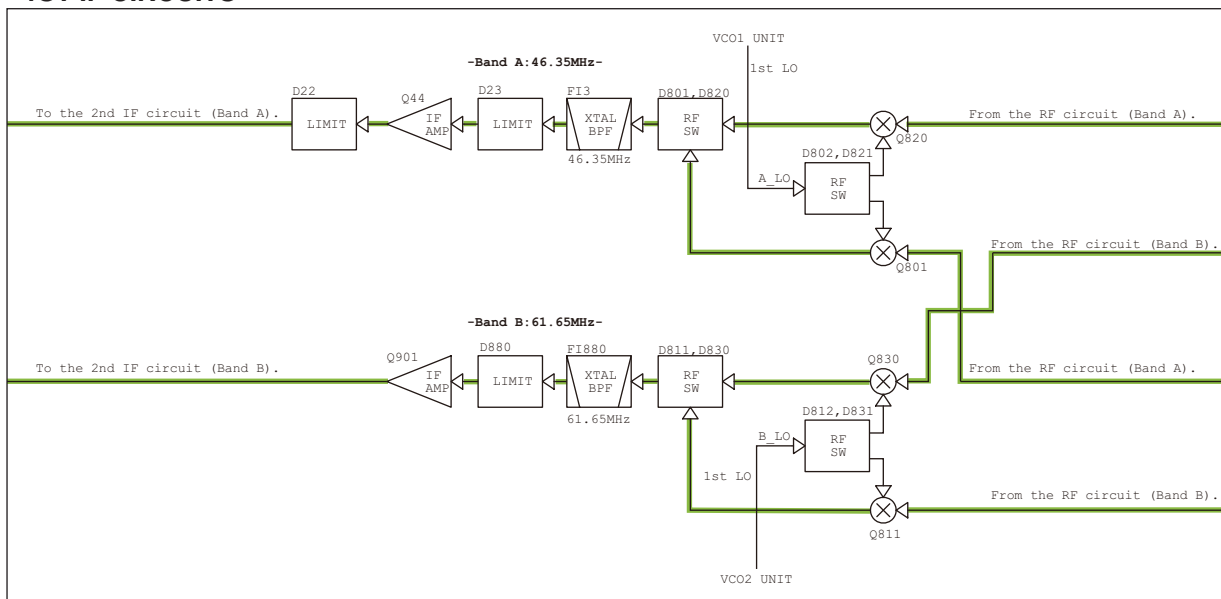 VCO1 UNIT
1st LO
-Band A:46.35MHz-
D22
Q44
D23
FI3
D801,D820
To the 2nd IF circuit (Band A).
LIMIT
IF
AMP
LIMIT
XTAL
BPF
RF
SW
From the RF circuit (Band A).
Q820
46.35MHz
D802,D821
A_LO
RF
SW
From the RF circuit (Band B).
Q801
-Band B:61.65MHz-
Q901
D880
FI880
D811,D830
Q830
To the 2nd IF circuit (Band B).
IF
AMP
LIMIT
XTAL
BPF
RF
SW
From the RF circuit (Band A).
61.65MHz
D812,D831
B_LO
RF
SW
1st LO
From the RF circuit (Band B).
Q811
VCO2 UNIT